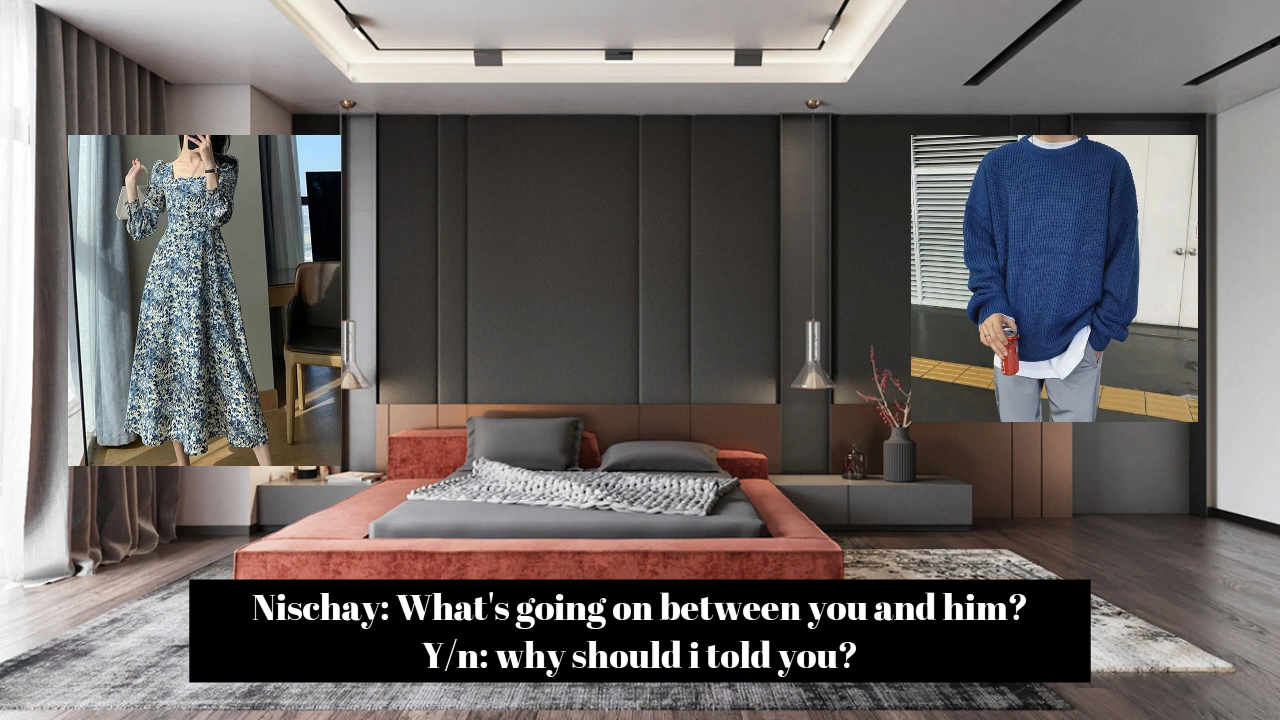 Nischay: What's going on between you and him?
Y/n: why should i told you?